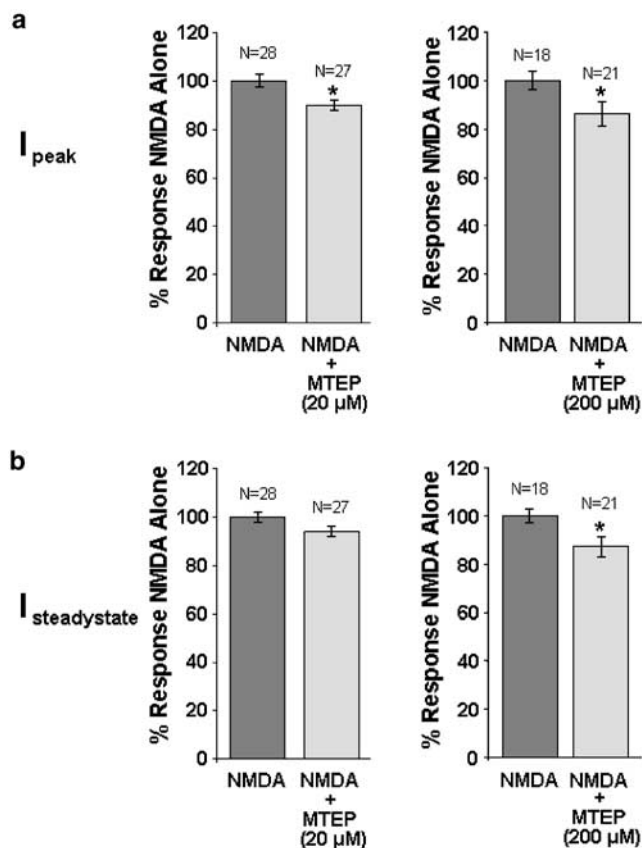 a
I peak
% Response NMDA Alone
120
100
80
60
40
20
0
N=28
N=27
*
NMDA
NMDA
+
MTEP
(20 µM)
% Response NMDA Alone
120
100
80
60
40
20
0
N=18
N=21
*
NMDA
NMDA
+
MTEP
(200 µM)
b
I steadystate
% Response NMDA Alone
120
100
80
60
40
20
0
N=28
N=27
NMDA
NMDA
+
MTEP
(20 µM)
% Response NMDA Alone
120
100
80
60
40
20
0
N=18
N=21
*
NMDA
NMDA
+
MTEP
(200 µM)